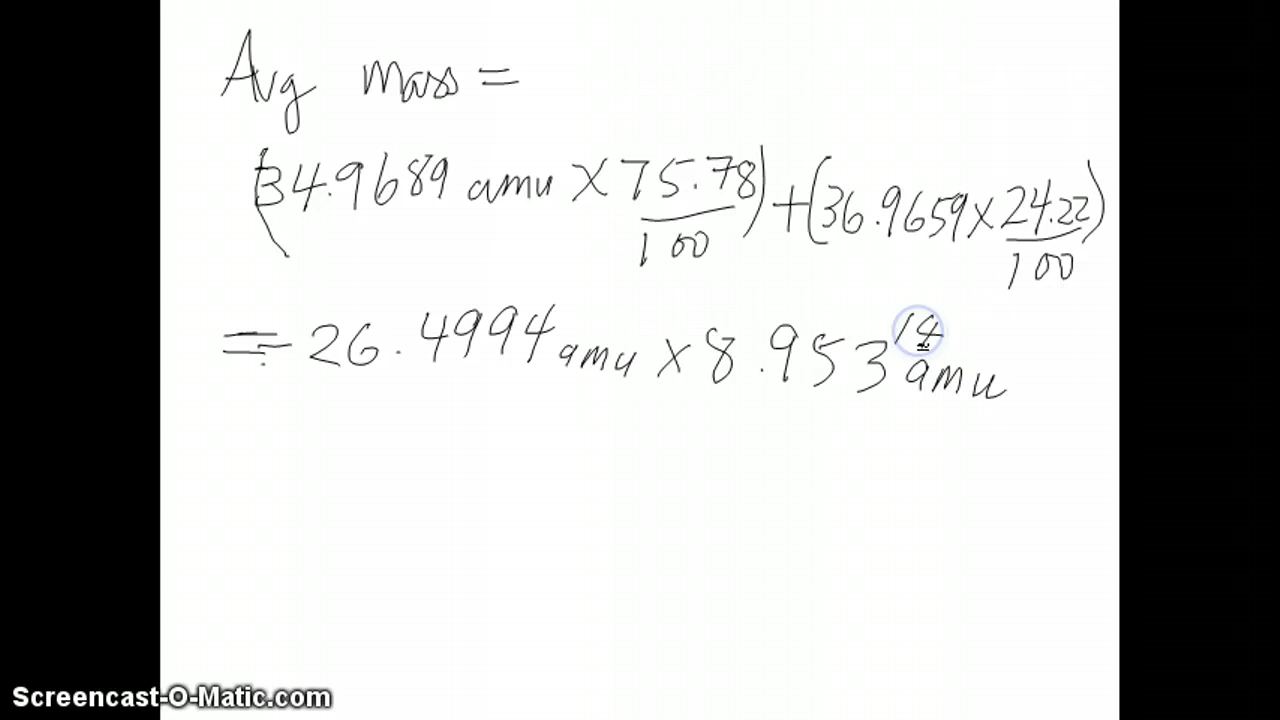 Avg mass =
(34.9689 amu × 75.78/100) + (36.9659 × 24.22/100)
= 26.4994 amu × 8.95314 amu
Screencast-O-Matic.com